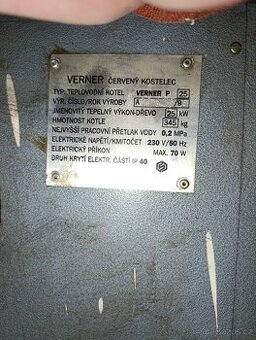 VERNER ČERVENÝ KOSTELEC
TYP: TEPLOVODNÍ KOTEL VERNER P 25
VÝR. ČÍSLO/ROK VÝROBY A /9
JMENOVITÝ TEPELNÝ VÝKON-DŘEVO 25 kW
HMOTNOST KOTLE 345 kg
NEJVYŠŠÍ PRACOVNÍ PŘETLAK VODY 0,2 MPa
ELEKTRICKÉ NAPĚTÍ/KMITOČET 230 V/50 Hz
ELEKTRICKÝ PŘÍKON MAX. 70 W
DRUH KRYTÍ ELEKTR. ČÁSTÍ IP 40